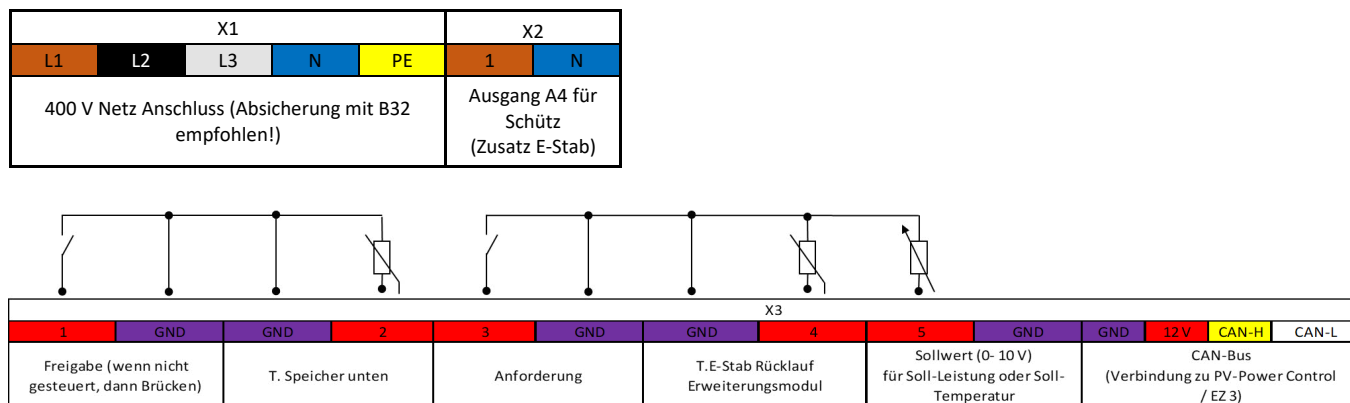 X1 X2
L1 L2 L3 N PE 1 N
400 V Netz Anschluss (Absicherung mit B32
empfohlen!)
Ausgang A4 für
Schütz
(Zusatz E-Stab)
X3
1 GND GND 2 3 GND GND 4 5 GND GND 12 V CAN-H CAN-L
Freigabe (wenn nicht
gesteuert, dann Brücken)
T. Speicher unten
Anforderung
T.E-Stab Rücklauf
Erweiterungsmodul
Sollwert (0- 10 V)
für Soll-Leistung oder Soll-
Temperatur
CAN-Bus
(Verbindung zu PV-Power Control
/ EZ 3)